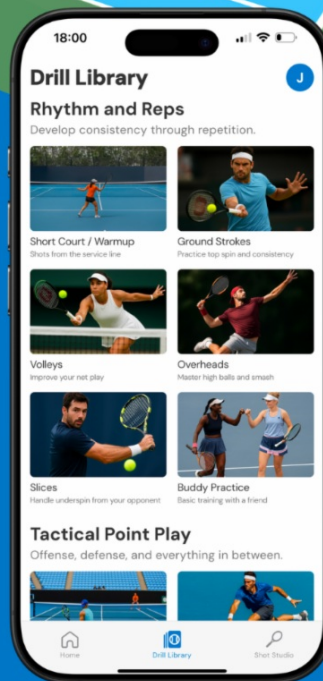 18:00
Drill Library
J
Rhythm and Reps
Develop consistency through repetition.
Short Court / Warmup
Shots from the service line
Ground Strokes
Practice top spin and consistency
Volleys
Improve your net play
Overheads
Master high balls and smash
Slices
Handle underspin from your opponent
Buddy Practice
Basic training with a friend
Tactical Point Play
Offense, defense, and everything in between.
Home
Drill Library
Shot Studio